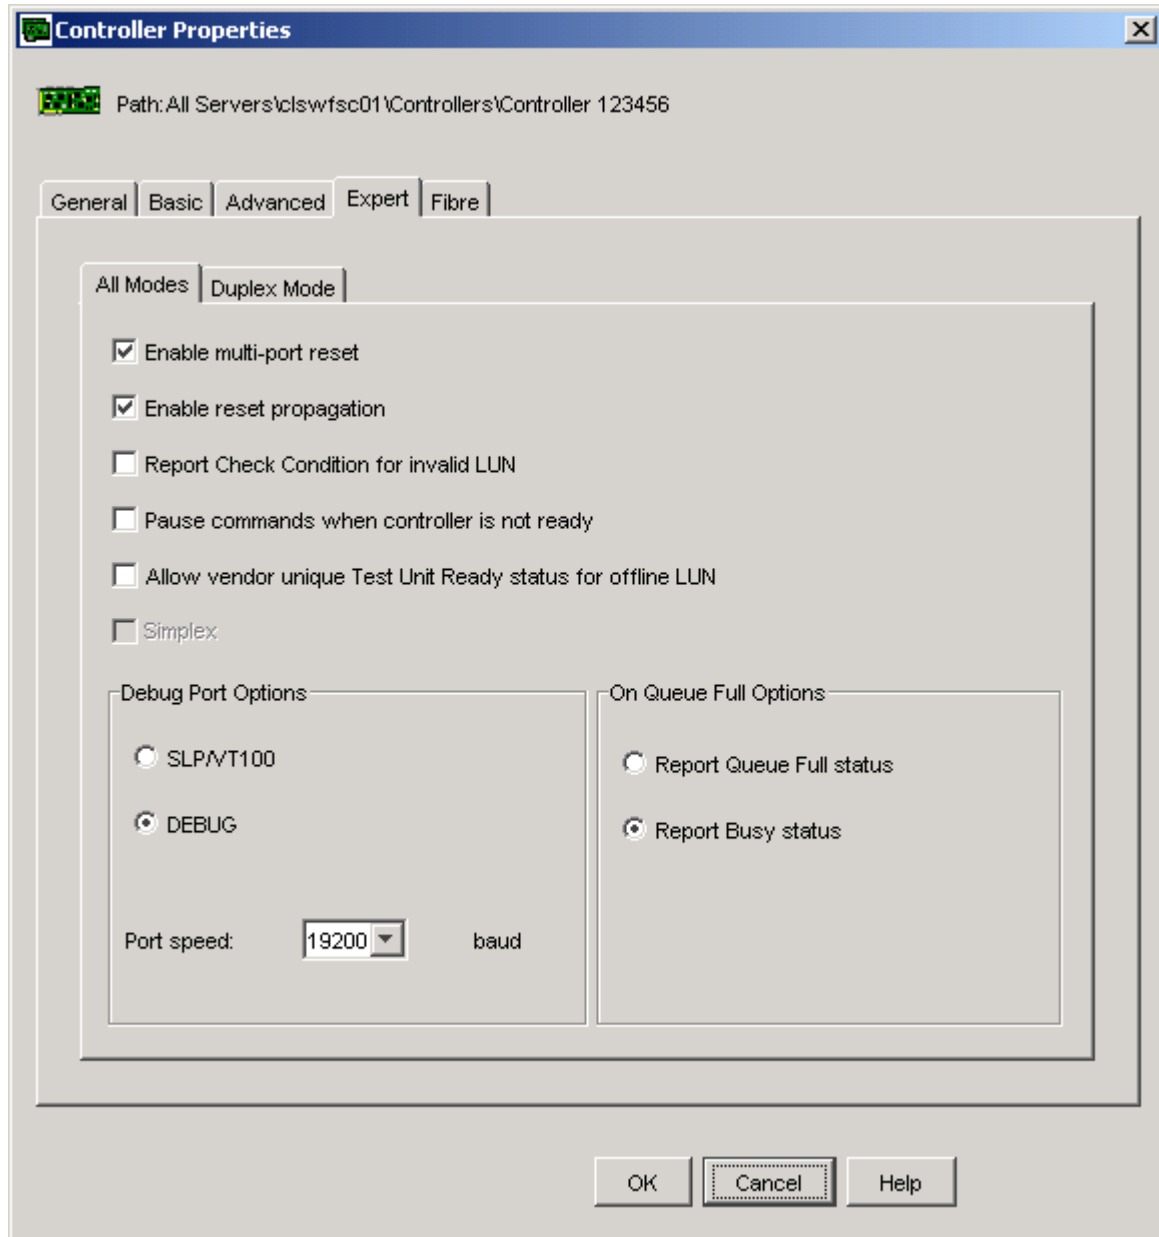 Controller Properties
Path:All Servers\clswfsc01\Controllers\Controller 123456
General Basic Advanced Expert Fibre
All Modes Duplex Mode
Enable multi-port reset
Enable reset propagation
Report Check Condition for invalid LUN
Pause commands when controller is not ready
Allow vendor unique Test Unit Ready status for offline LUN
Simplex
Debug Port Options
SLP/VT100
DEBUG
Port speed: 19200 baud
On Queue Full Options
Report Queue Full status
Report Busy status
OK Cancel Help